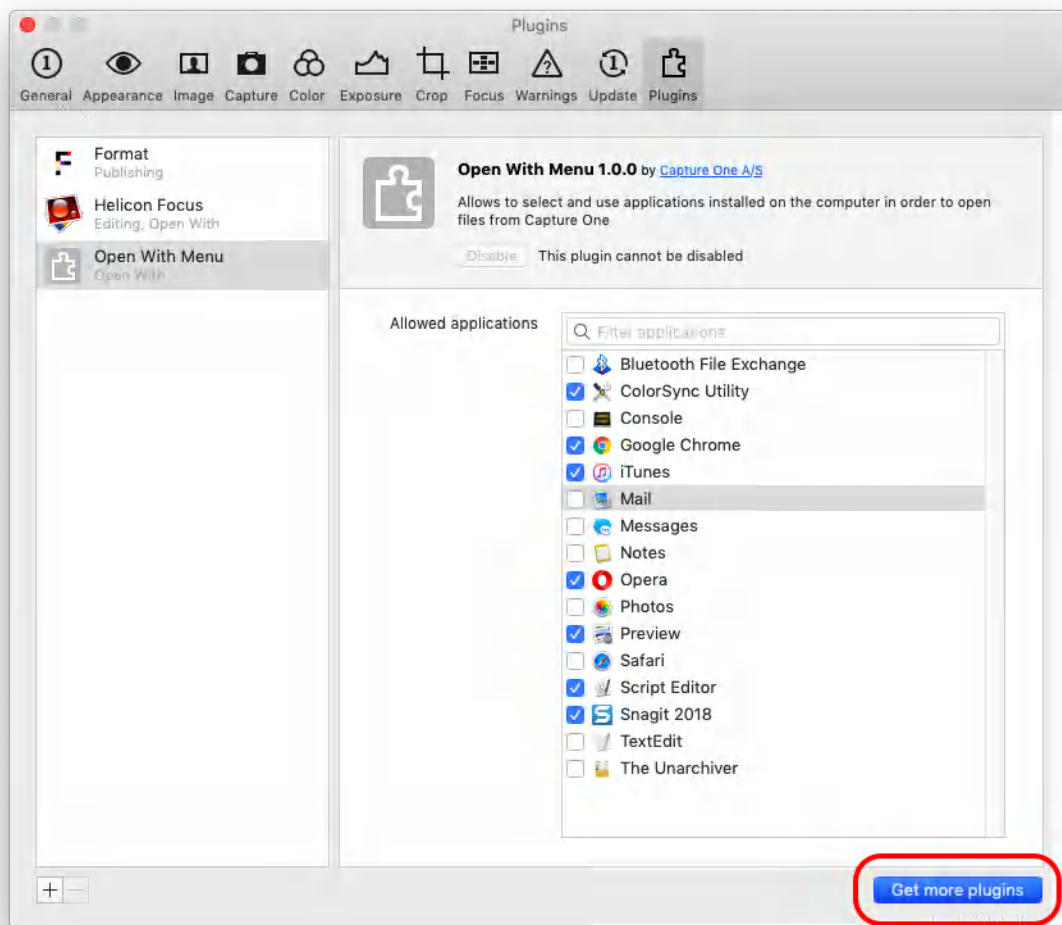 Plugins
General Appearance Image Capture Color Exposure Crop Focus Warnings Update Plugins
Format
Publishing
Helicon Focus
Editing, Open With
Open With Menu
Open With
Open With Menu 1.0.0 by Capture One A/S
Allows to select and use applications installed on the computer in order to open
files from Capture One
Disable This plugin cannot be disabled
Allowed applications
Filter applications
Bluetooth File Exchange
ColorSync Utility
Console
Google Chrome
iTunes
Mail
Messages
Notes
Opera
Photos
Preview
Safari
Script Editor
Snagit 2018
TextEdit
The Unarchiver
Get more plugins